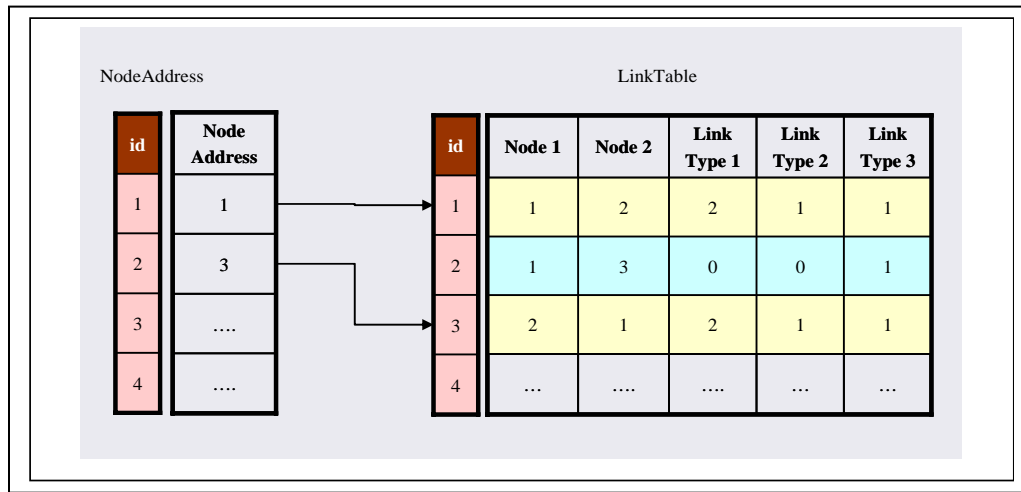 NodeAddress LinkTable
id Node Address id Node 1 Node 2 Link Type 1 Link Type 2 Link Type 3
1 1 1 1 2 2 1 1
2 3 2 1 3 0 0 1
3 .... 3 2 1 2 1 1
4 .... 4 ... .... .... ... ...